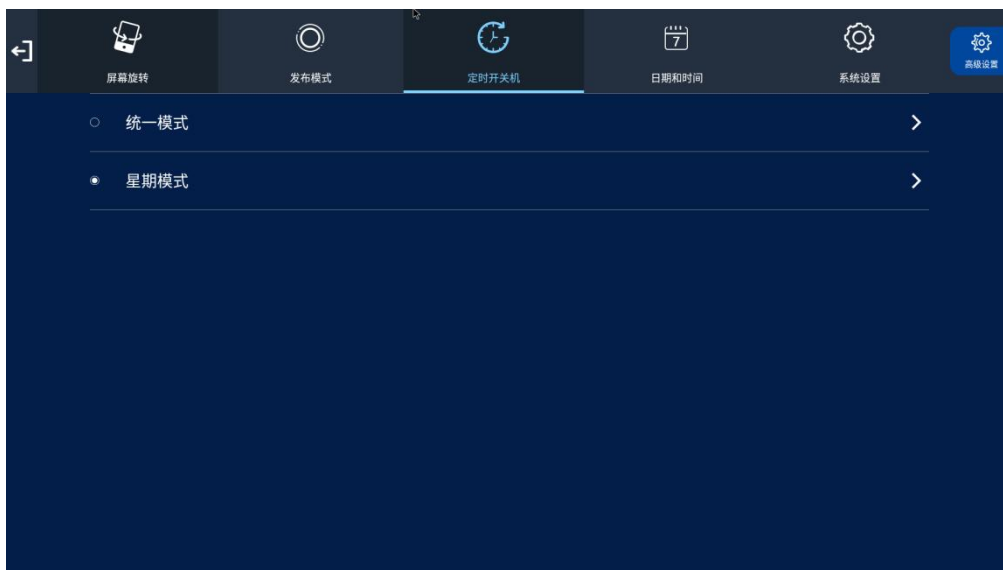 屏幕旋转
发布模式
定时开关机
7
日期和时间
系统设置
高级设置
统一模式
星期模式